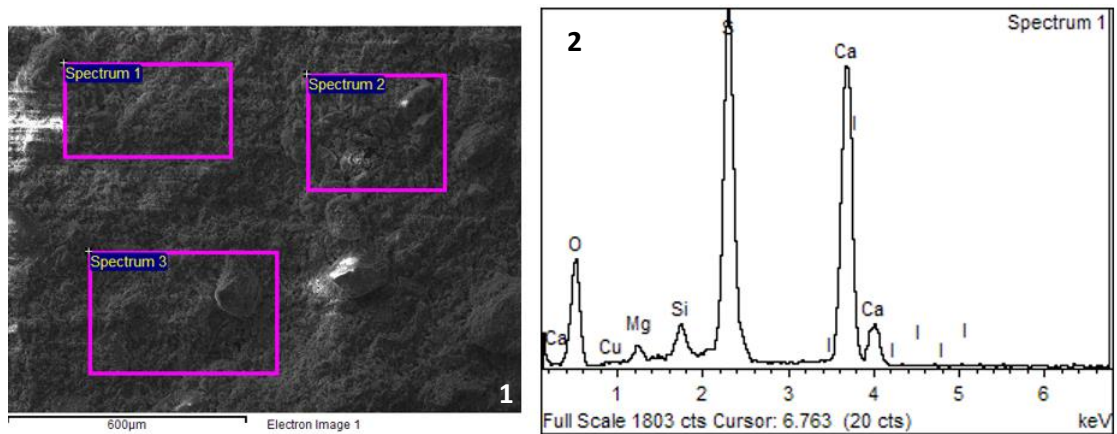 Spectrum 1
Spectrum 2
Spectrum 3
1
600µm Electron Image 1
2
Spectrum 1
S
Ca
I
O
Ca
Mg
Si
Cu
Ca
I
I
I
I
I
1 2 3 4 5 6
Full Scale 1803 cts Cursor: 6.763 (20 cts) keV